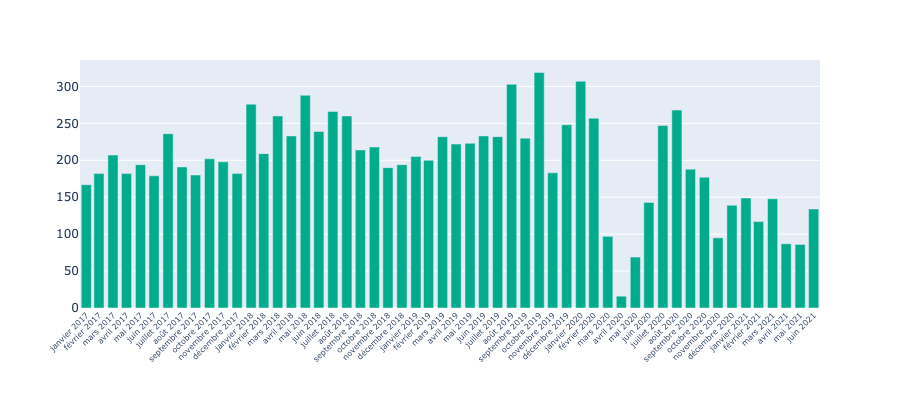 300
250
200
150
100
50
0
janvier 2017
février 2017
mars 2017
avril 2017
mai 2017
juin 2017
juillet 2017
août 2017
septembre 2017
octobre 2017
novembre 2017
décembre 2017
janvier 2018
février 2018
mars 2018
avril 2018
mai 2018
juin 2018
juillet 2018
août 2018
septembre 2018
octobre 2018
novembre 2018
décembre 2018
janvier 2019
février 2019
mars 2019
avril 2019
mai 2019
juin 2019
juillet 2019
août 2019
septembre 2019
octobre 2019
novembre 2019
décembre 2019
janvier 2020
février 2020
mars 2020
avril 2020
mai 2020
juin 2020
juillet 2020
août 2020
septembre 2020
octobre 2020
novembre 2020
décembre 2020
janvier 2021
février 2021
mars 2021
avril 2021
mai 2021
juin 2021